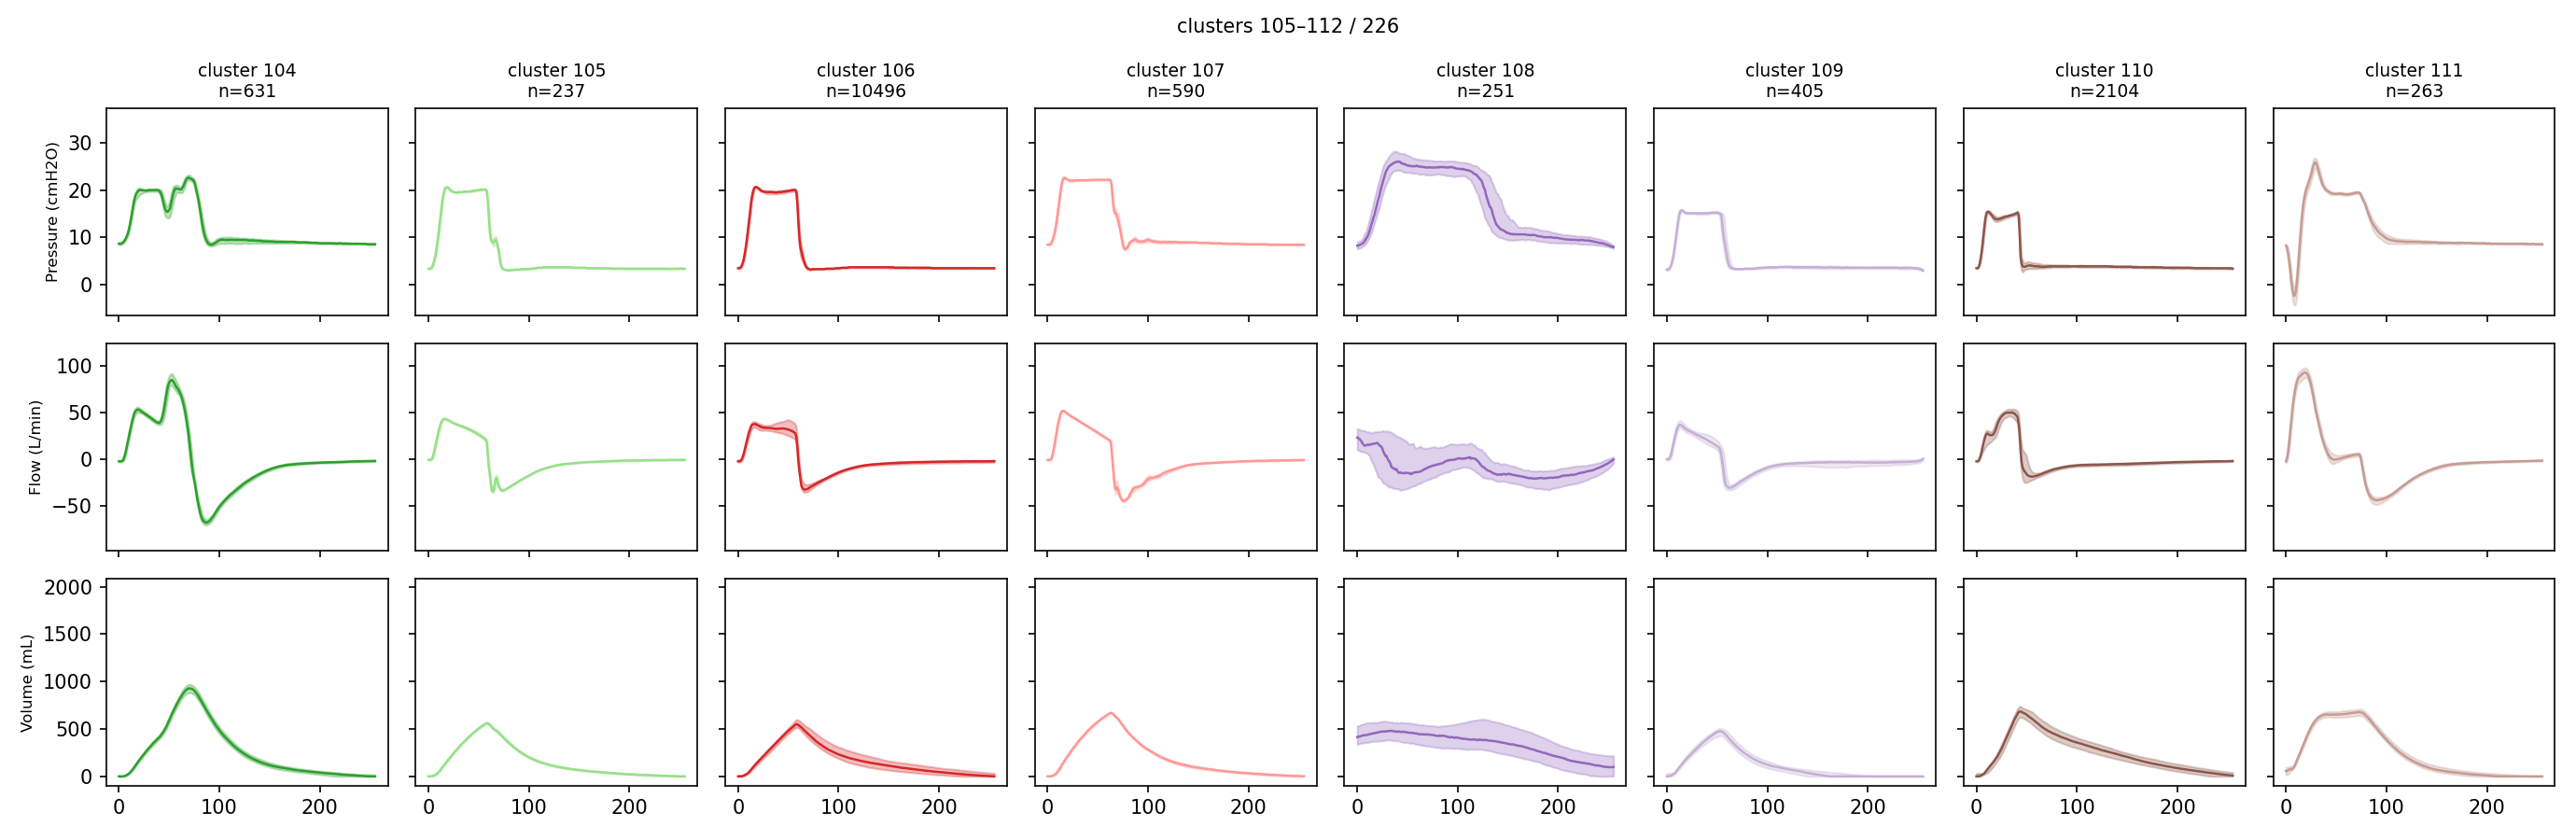 clusters 105–112 / 226
cluster 104
n=631
cluster 105
n=237
cluster 106
n=10496
cluster 107
n=590
cluster 108
n=251
cluster 109
n=405
cluster 110
n=2104
cluster 111
n=263
Pressure (cmH2O)
30
20
10
0
Flow (L/min)
100
50
0
−50
Volume (mL)
2000
1500
1000
500
0
0 100 200
0 100 200
0 100 200
0 100 200
0 100 200
0 100 200
0 100 200
0 100 200